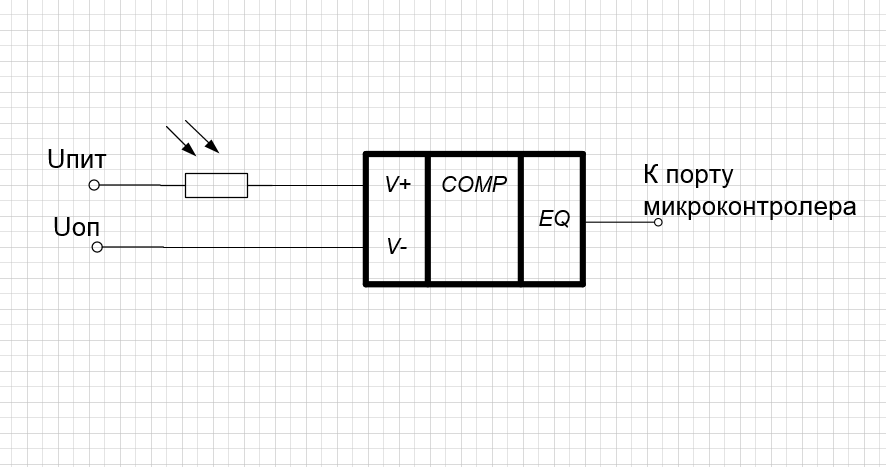 Uпит
V+
COMP
К порту
микроконтролера
Uоп
EQ
V-